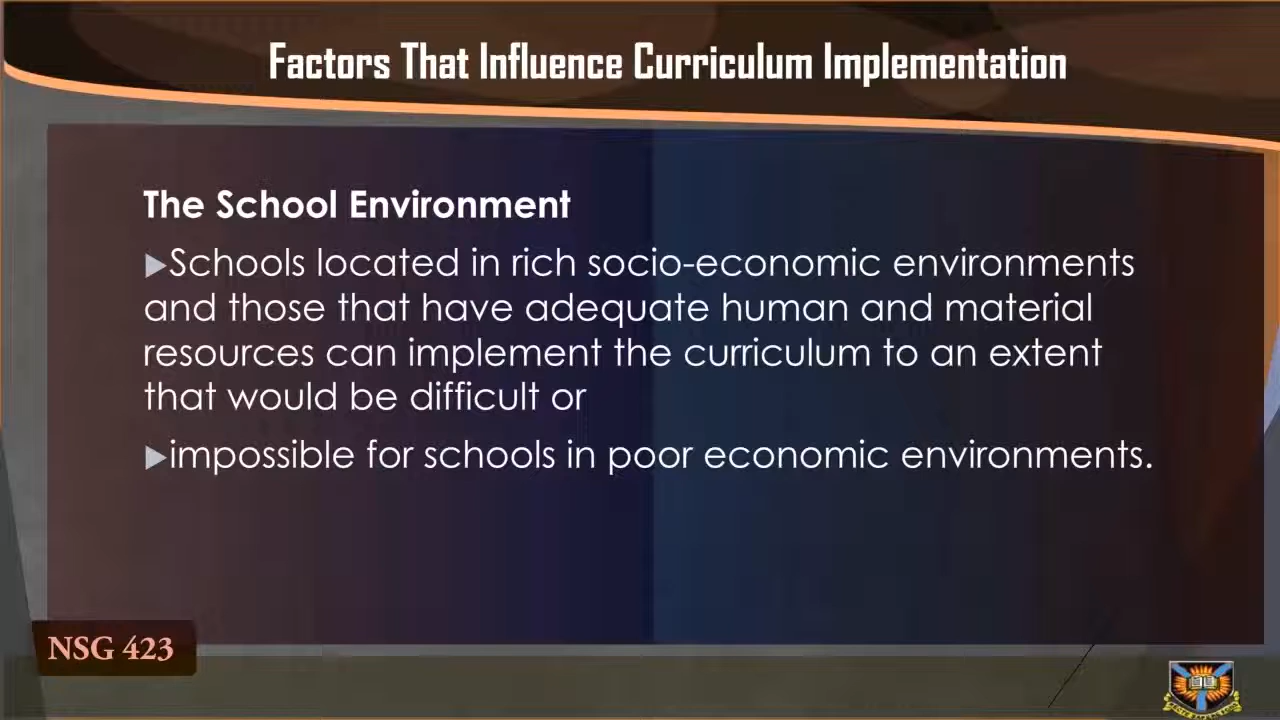 Factors That Influence Curriculum Implementation
The School Environment
▶Schools located in rich socio-economic environments
and those that have adequate human and material
resources can implement the curriculum to an extent
that would be difficult or
▶impossible for schools in poor economic environments.
NSG 423